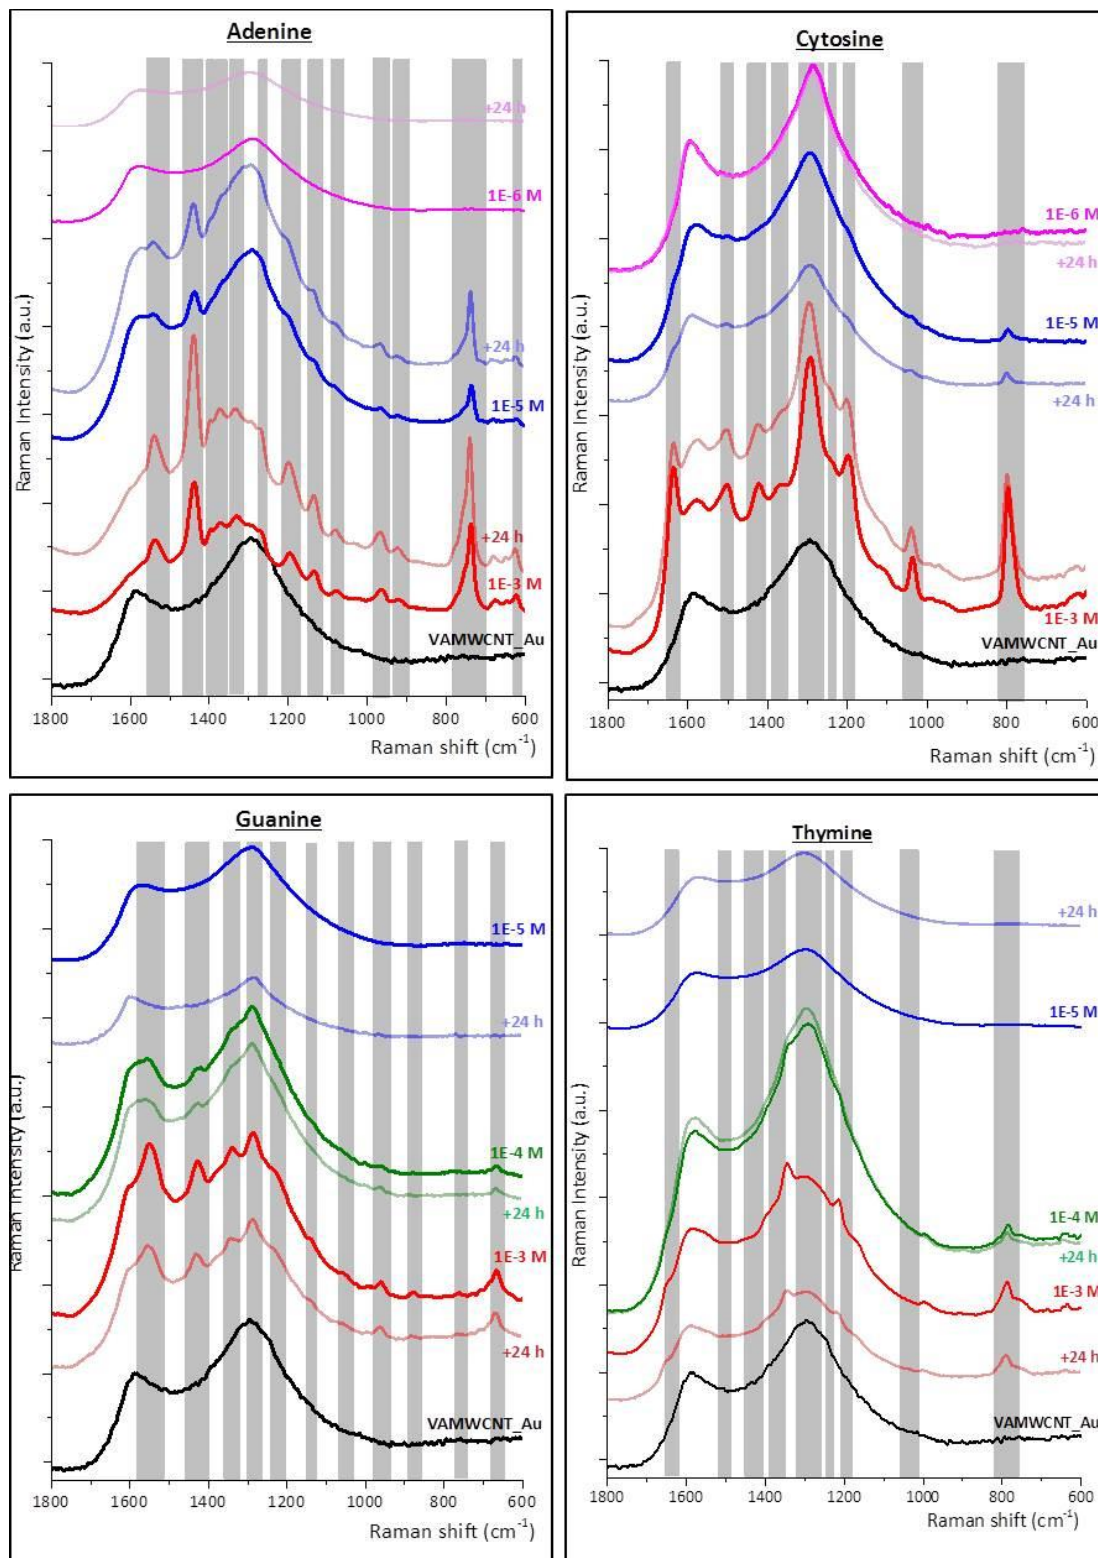 Adenine
+24 h
1E-6 M
+24 h
1E-5 M
+24 h
1E-3 M
VAMWCNT_Au
Raman Intensity (a.u.)
1800 1600 1400 1200 1000 800 600
Raman shift (cm⁻¹)
Cytosine
1E-6 M
+24 h
1E-5 M
+24 h
1E-3 M
VAMWCNT_Au
Raman Intensity (a.u.)
1800 1600 1400 1200 1000 800 600
Raman shift (cm⁻¹)
Guanine
1E-5 M
+24 h
1E-4 M
+24 h
1E-3 M
+24 h
VAMWCNT_Au
Raman Intensity (a.u.)
1800 1600 1400 1200 1000 800 600
Raman shift (cm⁻¹)
Thymine
+24 h
1E-5 M
1E-4 M
+24 h
1E-3 M
+24 h
VAMWCNT_Au
Raman Intensity (a.u.)
1800 1600 1400 1200 1000 800 600
Raman shift (cm⁻¹)